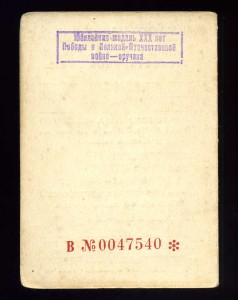 Юбилейная медаль XXX лет
Победы в Великой Отечественной
войне — вручена
В №0047540 *